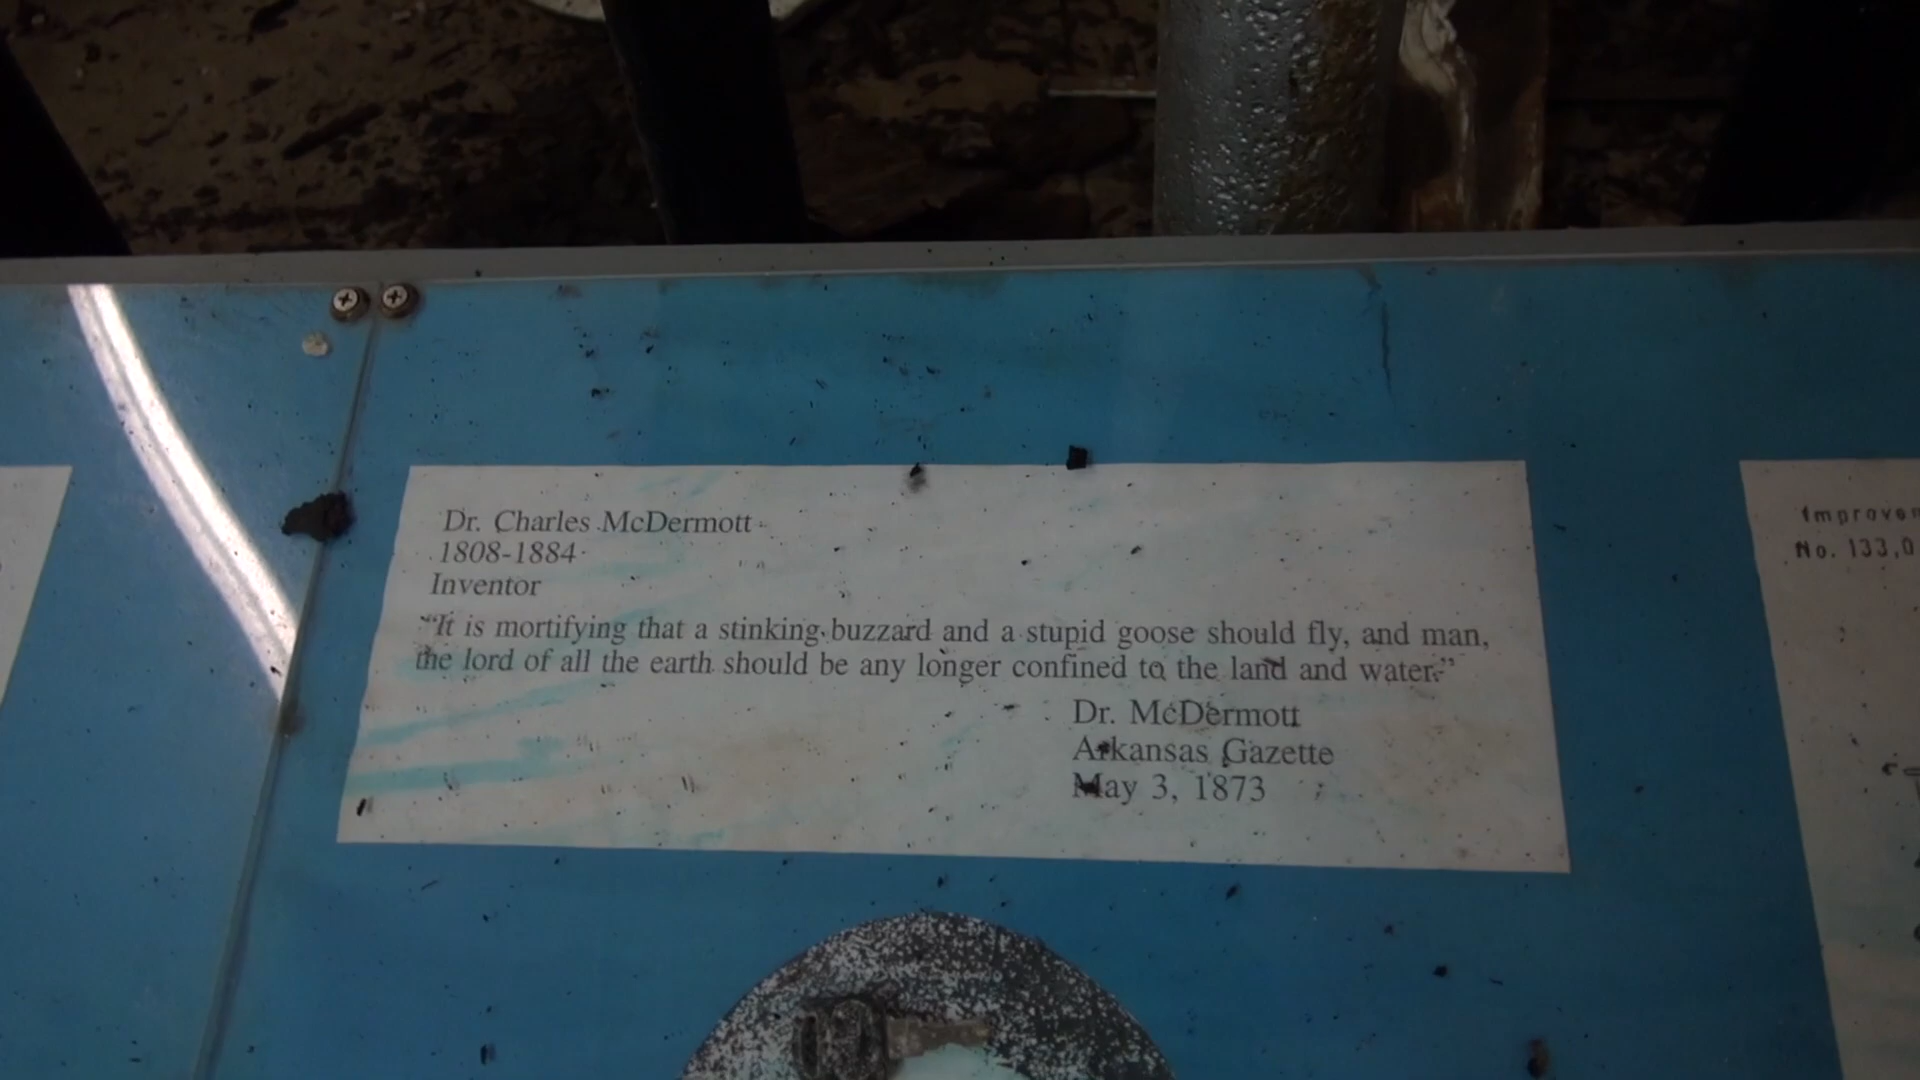 Dr. Charles McDermott
1808-1884
Inventor
"It is mortifying that a stinking buzzard and a stupid goose should fly, and man,
the lord of all the earth should be any longer confined to the land and water."
Dr. McDermott
Arkansas Gazette
May 3, 1873
No. 133,0